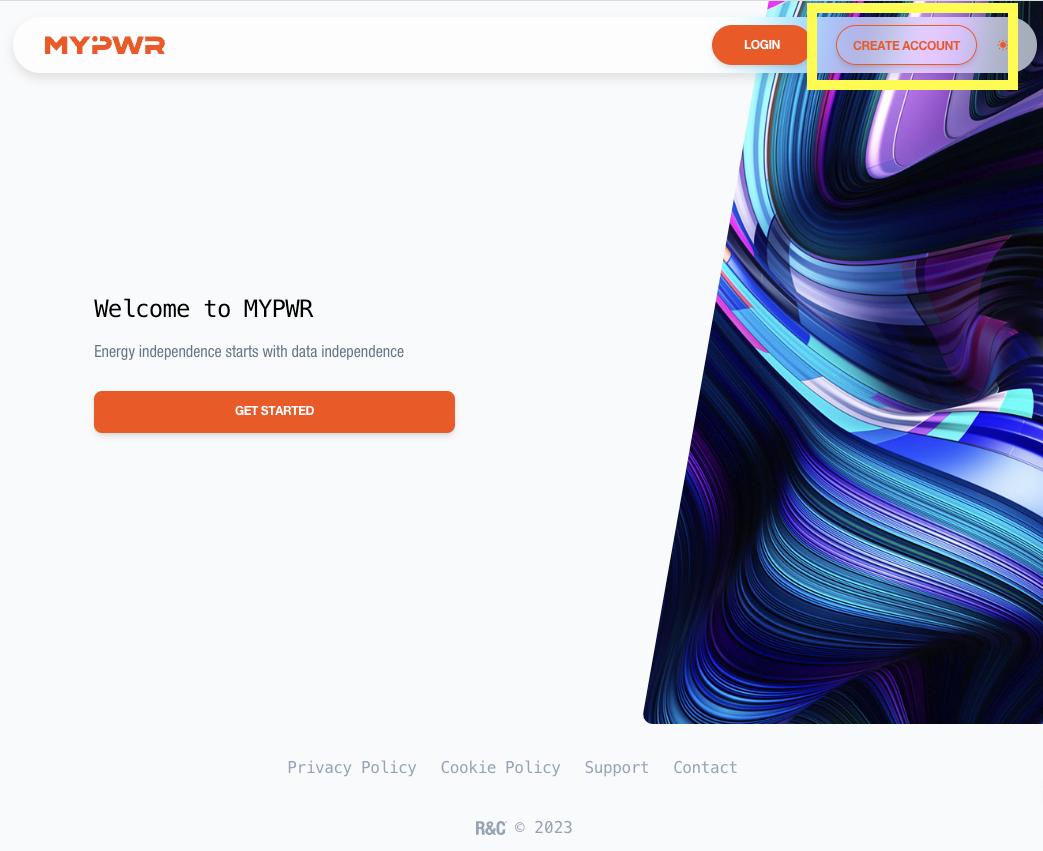 MYPWR
LOGIN
CREATE ACCOUNT
Welcome to MYPWR
Energy independence starts with data independence
GET STARTED
Privacy Policy Cookie Policy Support Contact
R&C © 2023